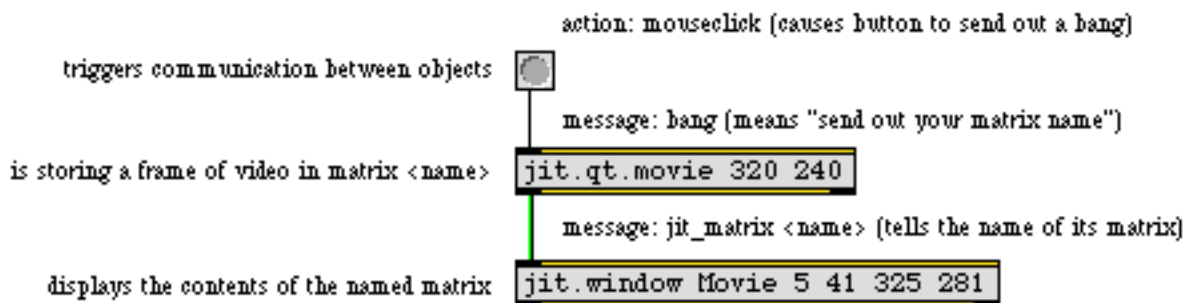 action: mouseclick (causes button to send out a bang)
triggers communication between objects
message: bang (means "send out your matrix name")
is storing a frame of video in matrix <name>
jit.qt.movie 320 240
message: jit_matrix <name> (tells the name of its matrix)
displays the contents of the named matrix
jit.window Movie 5 41 325 281